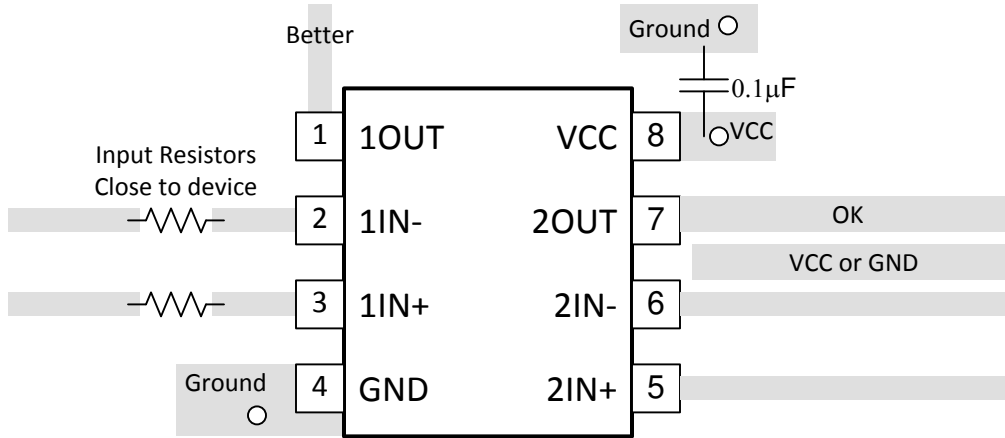 Better
Ground
0.1μF
1 1OUT VCC 8 VCC
Input Resistors
Close to device
2 1IN- 2OUT 7 OK
VCC or GND
3 1IN+ 2IN- 6
Ground
4 GND 2IN+ 5